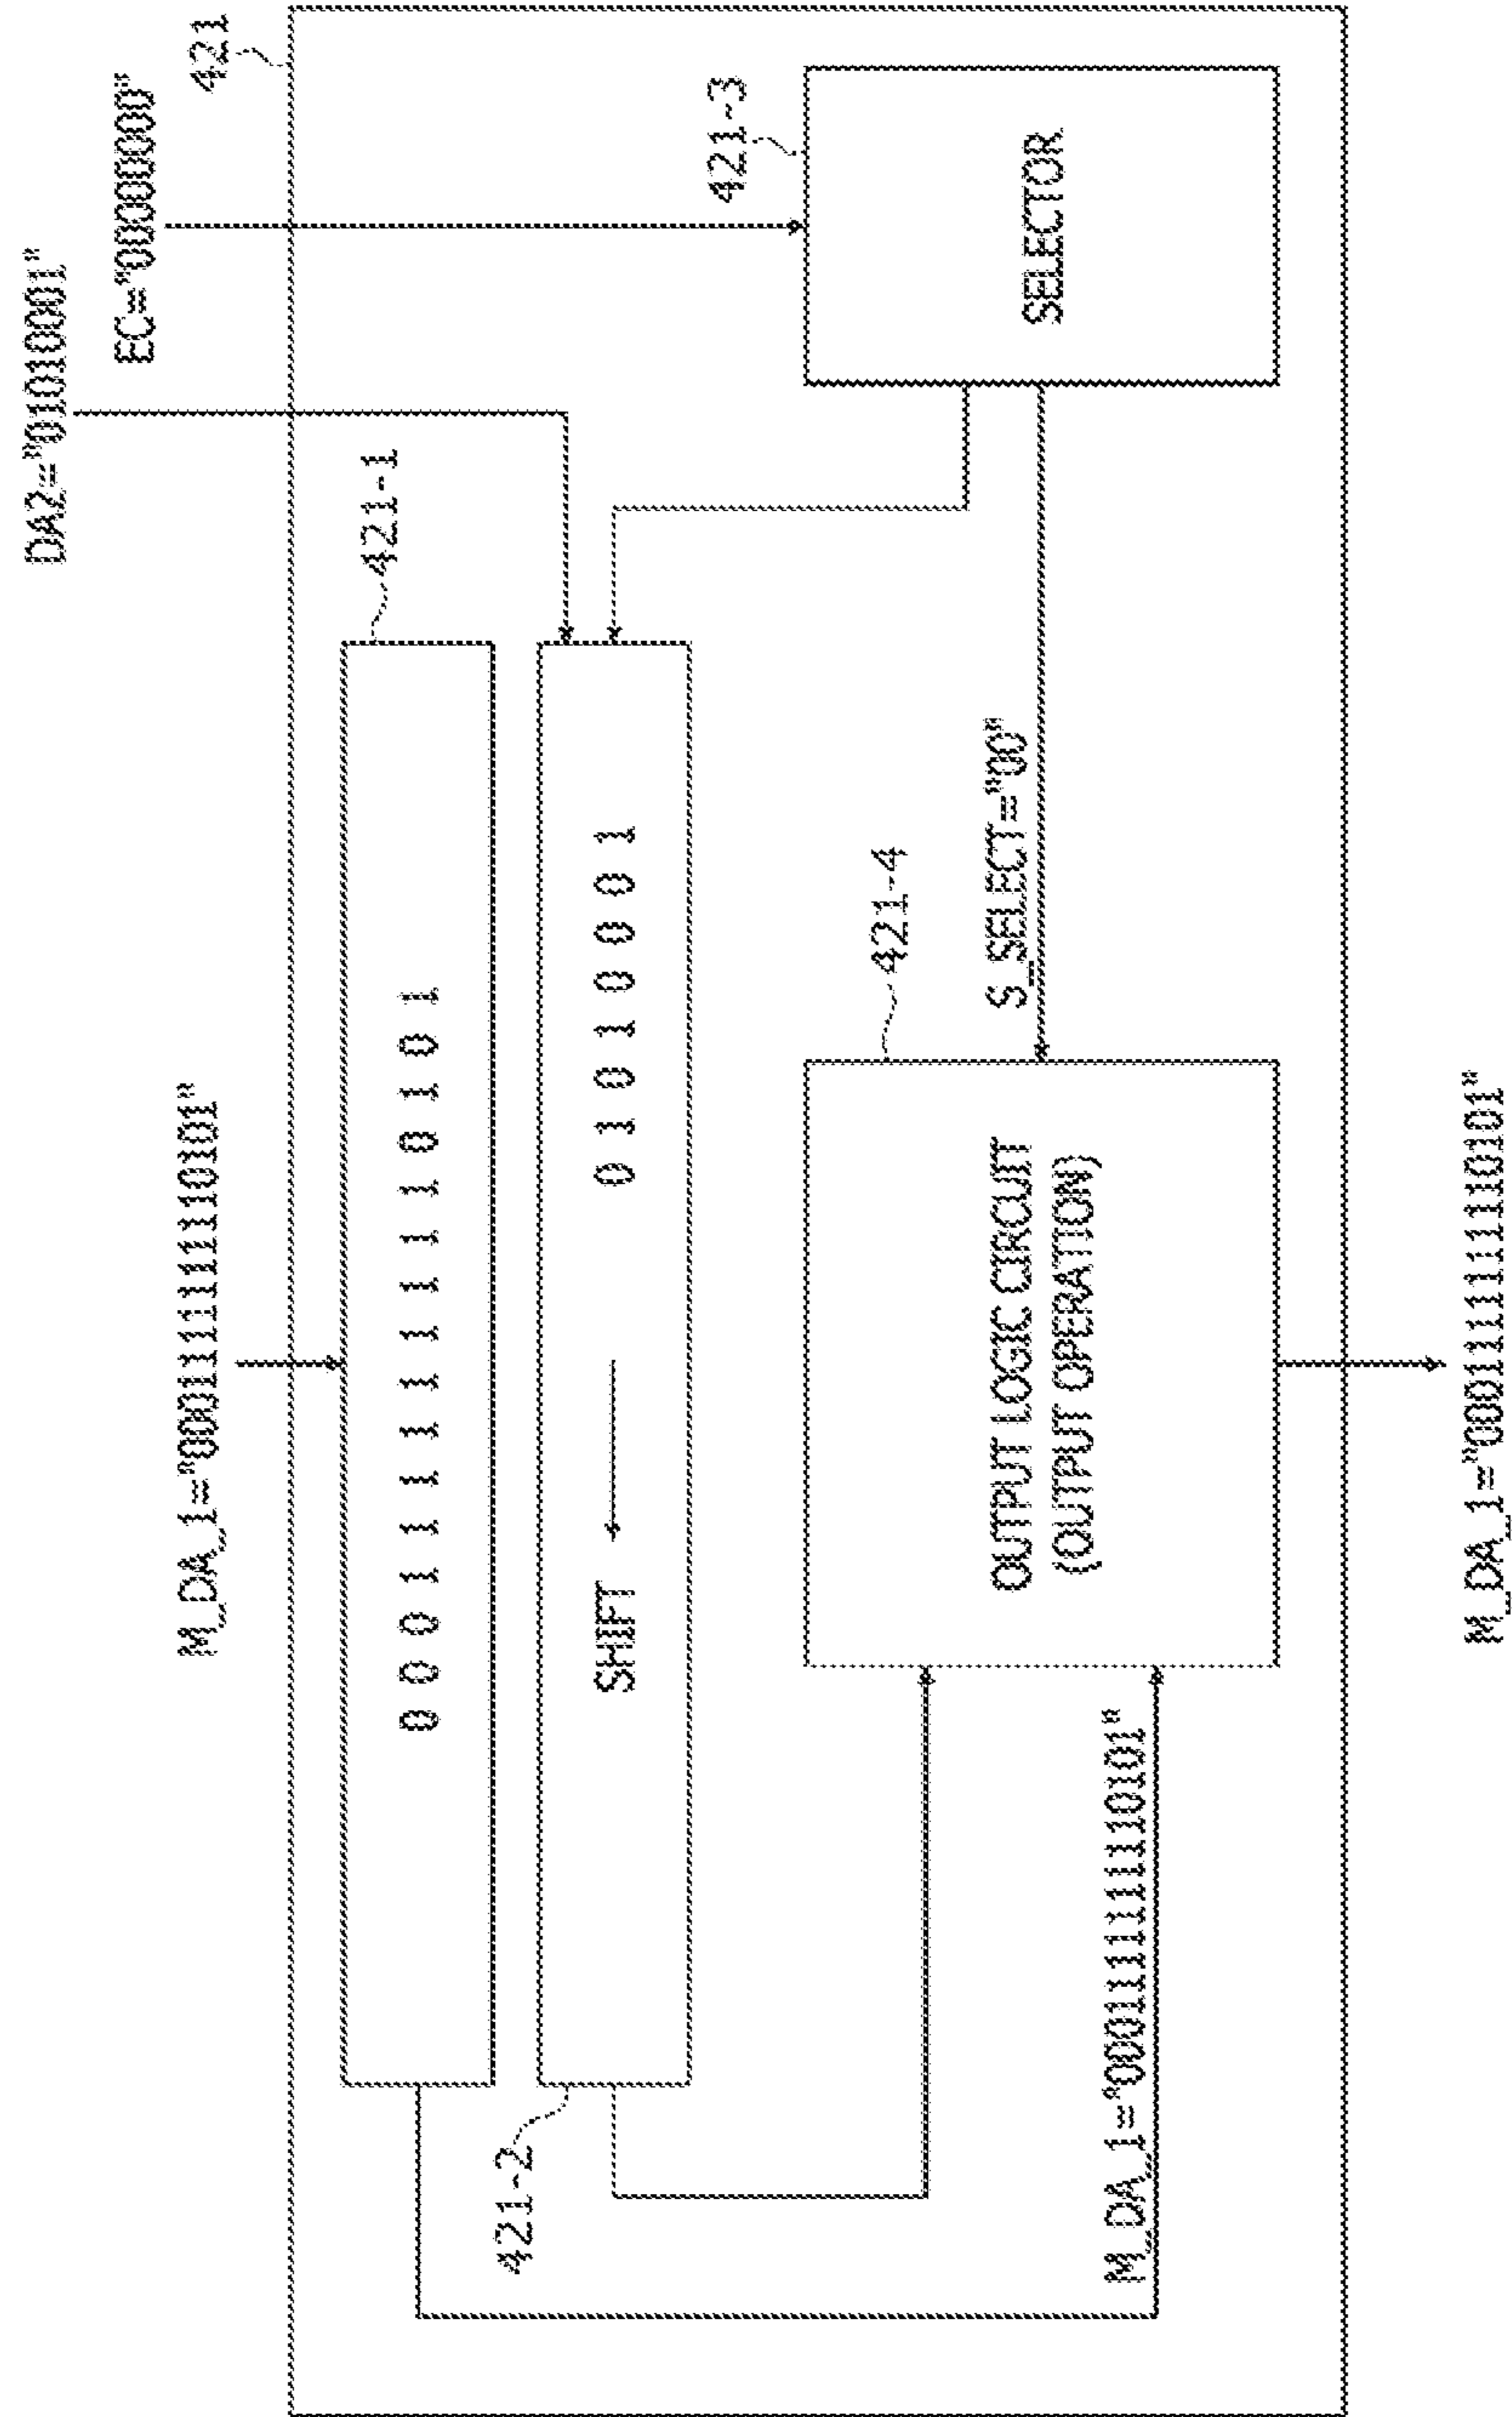 DA2="01010001"
EC="00000000"
M_DA_1="0001111111110101"
421
421-1
0 0 0 1 1 1 1 1 1 1 1 1 0 1 0 1
421-2
SHIFT
0 1 0 1 0 0 0 1
421-3
SELECTOR
421-4
S_SELECT="00"
OUTPUT LOGIC CIRCUIT
(OUTPUT OPERATION)
M_DA_1="0001111111110101"
M_DA_1="0001111111110101"